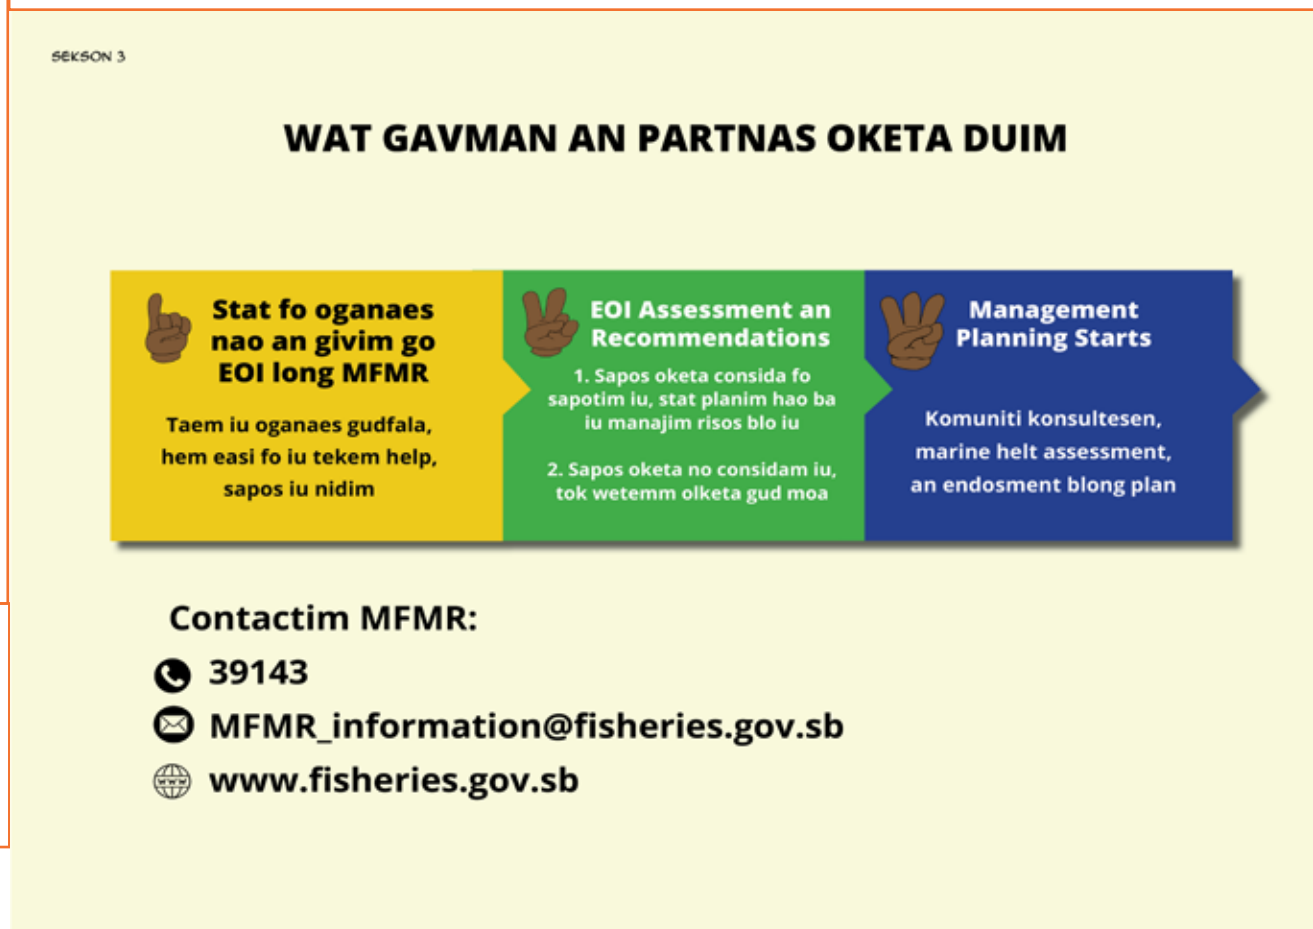 SEKSON 3
WAT GAVMAN AN PARTNAS OKETA DUIM
Stat fo oganaes
nao an givim go
EOI long MFMR
Taem iu oganaes gudfala,
hem easi fo iu tekem help,
sapos iu nidim
EOI Assessment an
Recommendations
1. Sapos oketa consida fo
sapotim iu, stat planim hao ba
iu manajim risos blo iu
2. Sapos oketa no considam iu,
tok wetemm olketa gud moa
Management
Planning Starts
Komuniti konsultesen,
marine helt assessment,
an endosment blong plan
Contactim MFMR:
39143
MFMR_information@fisheries.gov.sb
www
www.fisheries.gov.sb